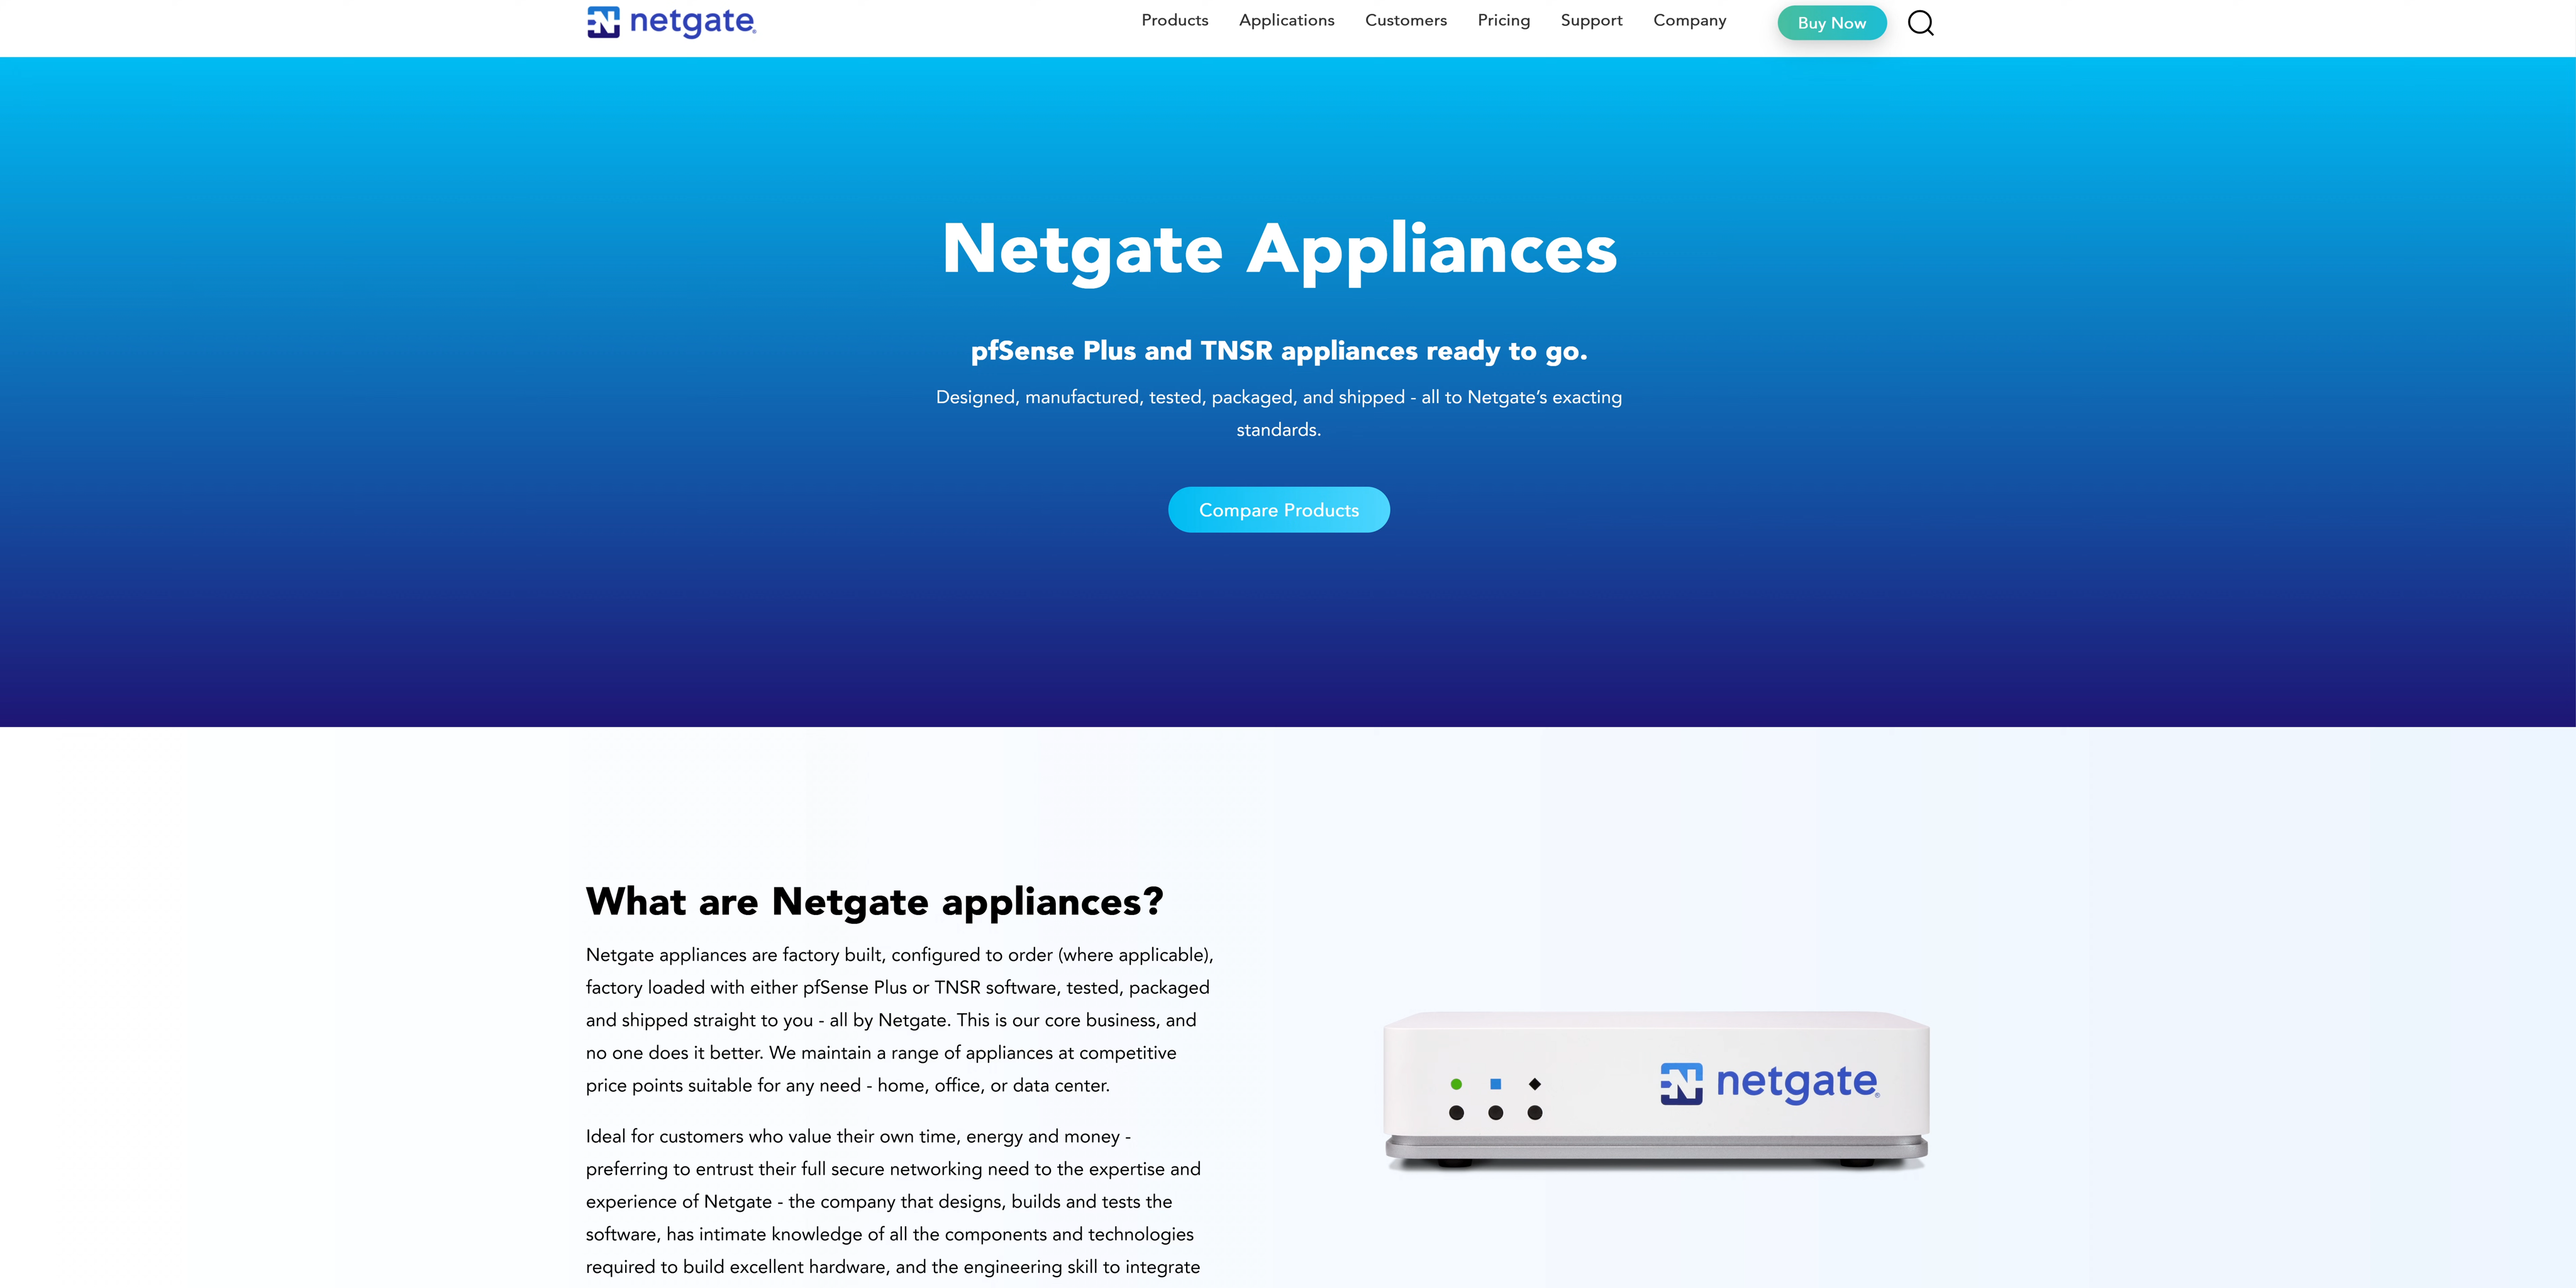 netgate®
Products Applications Customers Pricing Support Company Buy Now
Netgate Appliances
pfSense Plus and TNSR appliances ready to go.
Designed, manufactured, tested, packaged, and shipped - all to Netgate’s exacting
standards.
Compare Products
What are Netgate appliances?
Netgate appliances are factory built, configured to order (where applicable),
factory loaded with either pfSense Plus or TNSR software, tested, packaged
and shipped straight to you - all by Netgate. This is our core business, and
no one does it better. We maintain a range of appliances at competitive
price points suitable for any need - home, office, or data center.
Ideal for customers who value their own time, energy and money -
preferring to entrust their full secure networking need to the expertise and
experience of Netgate - the company that designs, builds and tests the
software, has intimate knowledge of all the components and technologies
required to build excellent hardware, and the engineering skill to integrate
netgate®